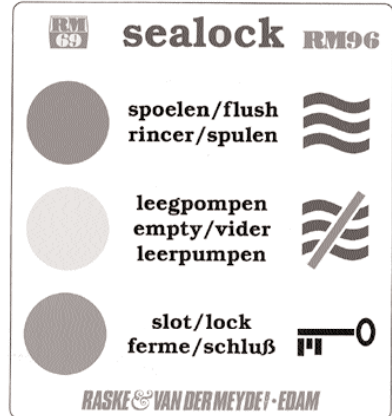 RM
69
sealock
RM96
spoelen/flush
rincer/spulen
leegpompen
empty/vider
leerpumpen
slot/lock
ferme/schluß
RASKE & VAN DER MEYDE! · EDAM